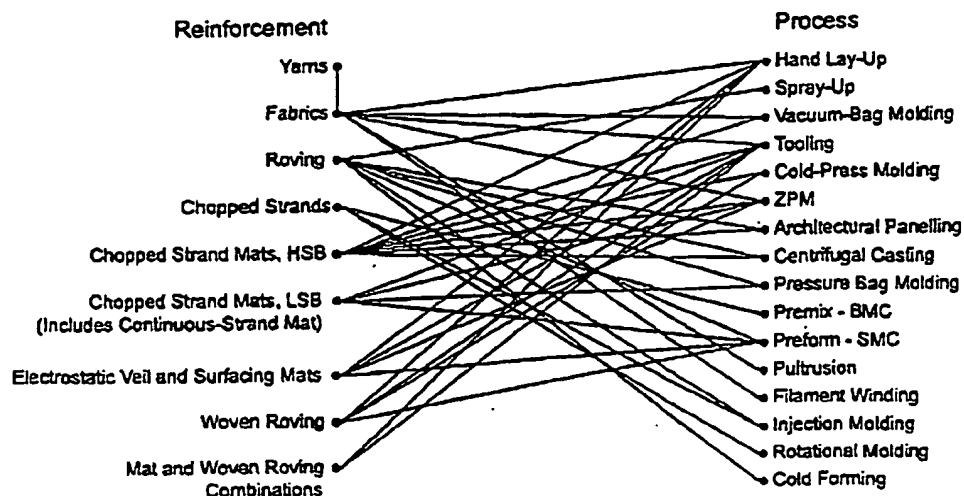 Reinforcement
Yarns
Fabrics
Roving
Chopped Strands
Chopped Strand Mats, HSB
Chopped Strand Mats, LSB
(Includes Continuous-Strand Mat)
Electrostatic Veil and Surfacing Mats
Woven Roving
Mat and Woven Roving
Combinations
Process
Hand Lay-Up
Spray-Up
Vacuum-Bag Molding
Tooling
Cold-Press Molding
ZPM
Architectural Panelling
Centrifugal Casting
Pressure Bag Molding
Premix - BMC
Preform - SMC
Pultrusion
Filament Winding
Injection Molding
Rotational Molding
Cold Forming